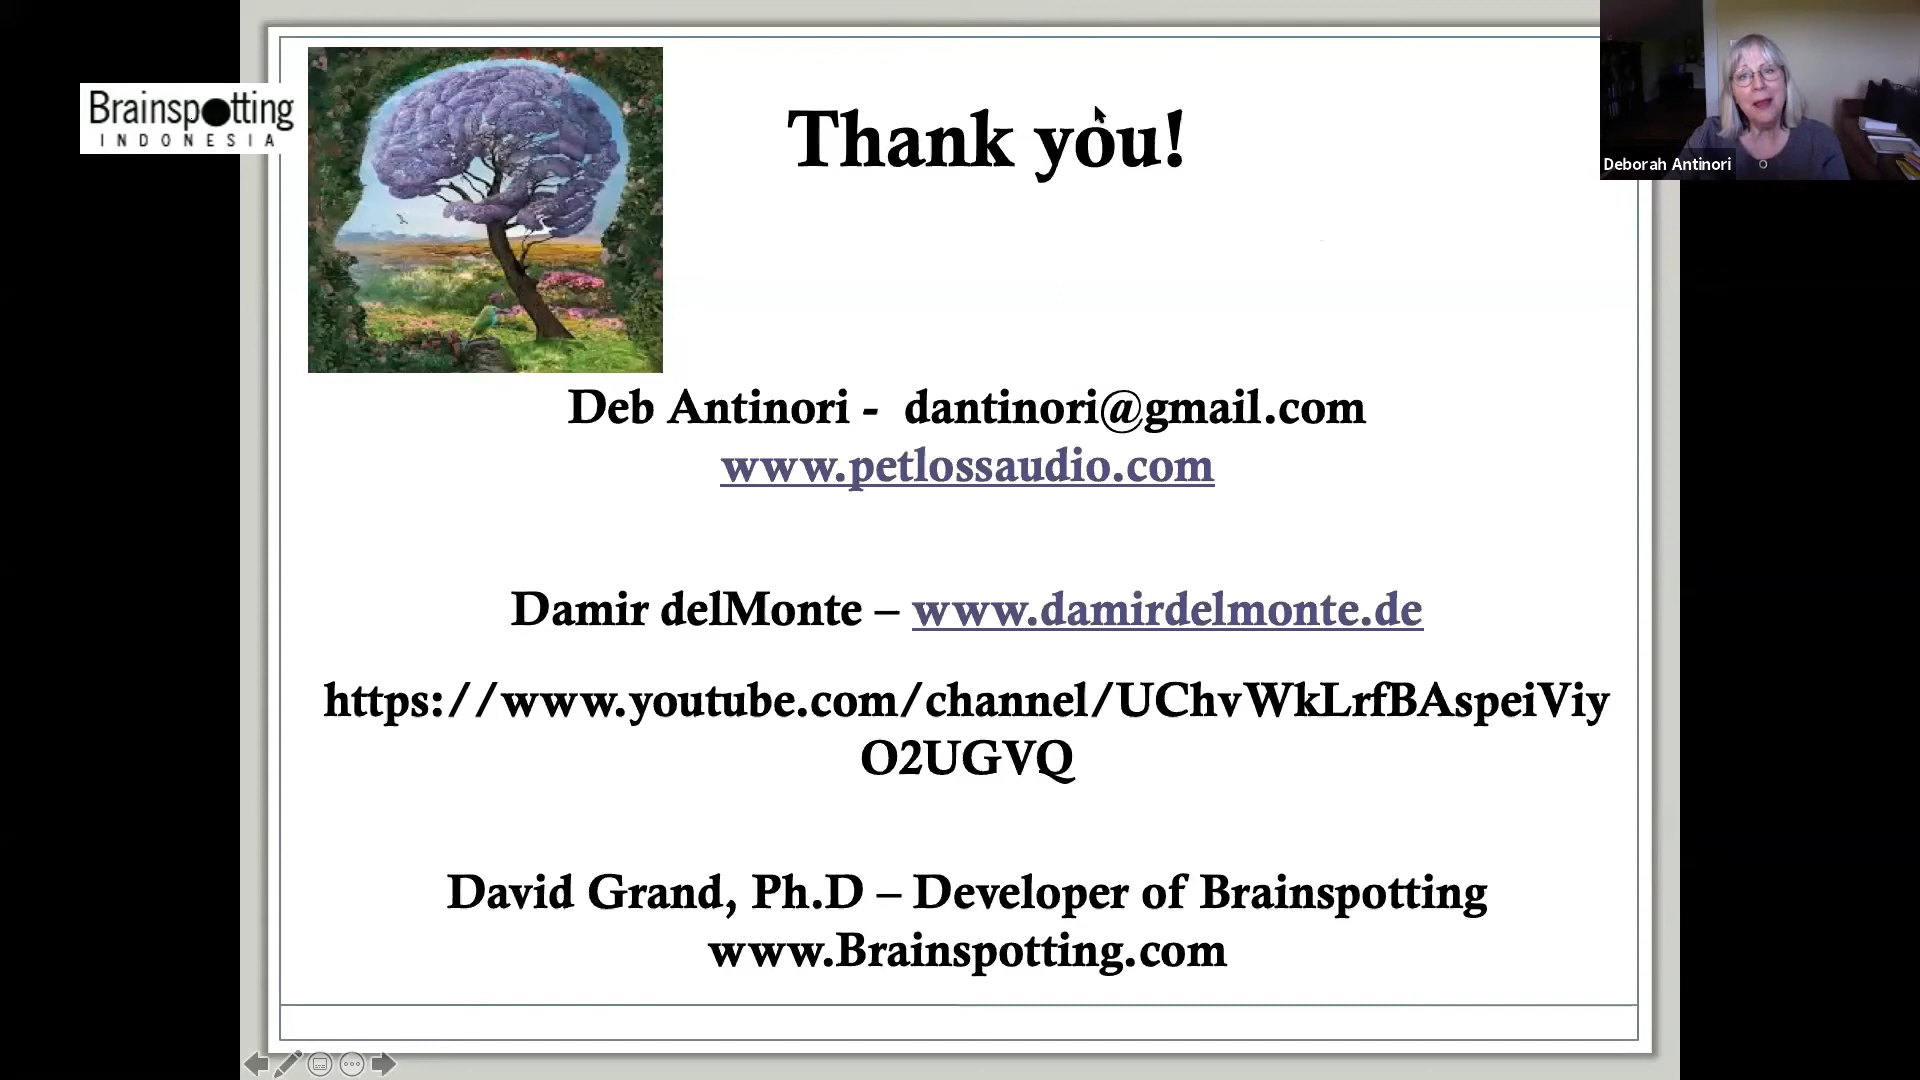 Brainspotting
INDONESIA
Thank you!
Deborah Antinori
Deb Antinori - dantinori@gmail.com
www.petlossaudio.com
Damir delMonte – www.damirdelmonte.de
https://www.youtube.com/channel/UChvWkLrfBAspeiViy
O2UGVQ
David Grand, Ph.D – Developer of Brainspotting
www.Brainspotting.com